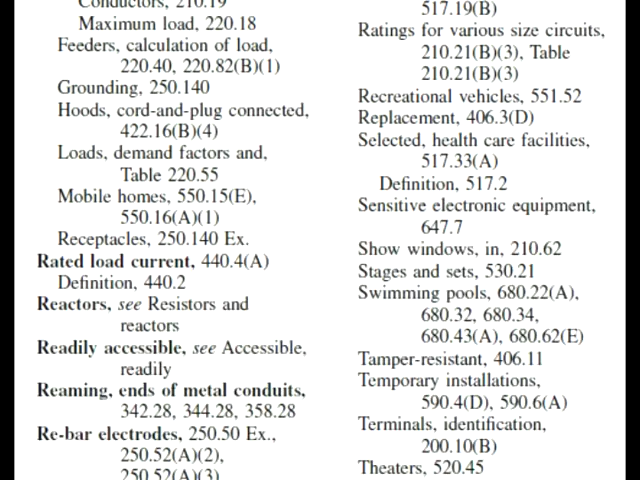 Conductors, 210.19
Maximum load, 220.18
Feeders, calculation of load,
220.40, 220.82(B)(1)
Grounding, 250.140
Hoods, cord-and-plug connected,
422.16(B)(4)
Loads, demand factors and,
Table 220.55
Mobile homes, 550.15(E),
550.16(A)(1)
Receptacles, 250.140 Ex.
Rated load current, 440.4(A)
Definition, 440.2
Reactors, see Resistors and
reactors
Readily accessible, see Accessible,
readily
Reaming, ends of metal conduits,
342.28, 344.28, 358.28
Re-bar electrodes, 250.50 Ex.,
250.52(A)(2),
250.52(A)(3)
517.19(B)
Ratings for various size circuits,
210.21(B)(3), Table
210.21(B)(3)
Recreational vehicles, 551.52
Replacement, 406.3(D)
Selected, health care facilities,
517.33(A)
Definition, 517.2
Sensitive electronic equipment,
647.7
Show windows, in, 210.62
Stages and sets, 530.21
Swimming pools, 680.22(A),
680.32, 680.34,
680.43(A), 680.62(E)
Tamper-resistant, 406.11
Temporary installations,
590.4(D), 590.6(A)
Terminals, identification,
200.10(B)
Theaters, 520.45